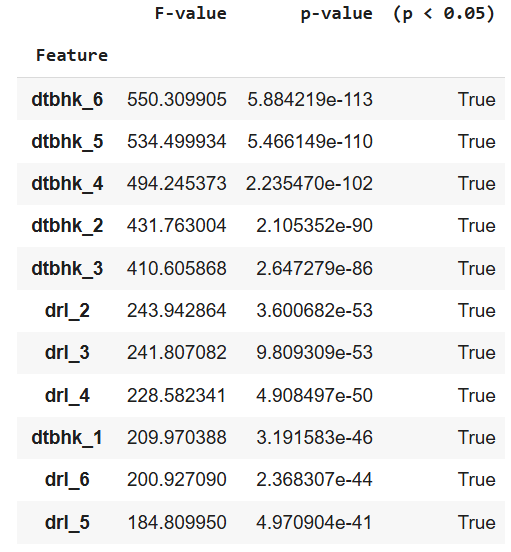 F-value p-value (p < 0.05)
Feature
dtbhk_6 550.309905 5.884219e-113 True
dtbhk_5 534.499934 5.466149e-110 True
dtbhk_4 494.245373 2.235470e-102 True
dtbhk_2 431.763004 2.105352e-90 True
dtbhk_3 410.605868 2.647279e-86 True
drl_2 243.942864 3.600682e-53 True
drl_3 241.807082 9.809309e-53 True
drl_4 228.582341 4.908497e-50 True
dtbhk_1 209.970388 3.191583e-46 True
drl_6 200.927090 2.368307e-44 True
drl_5 184.809950 4.970904e-41 True